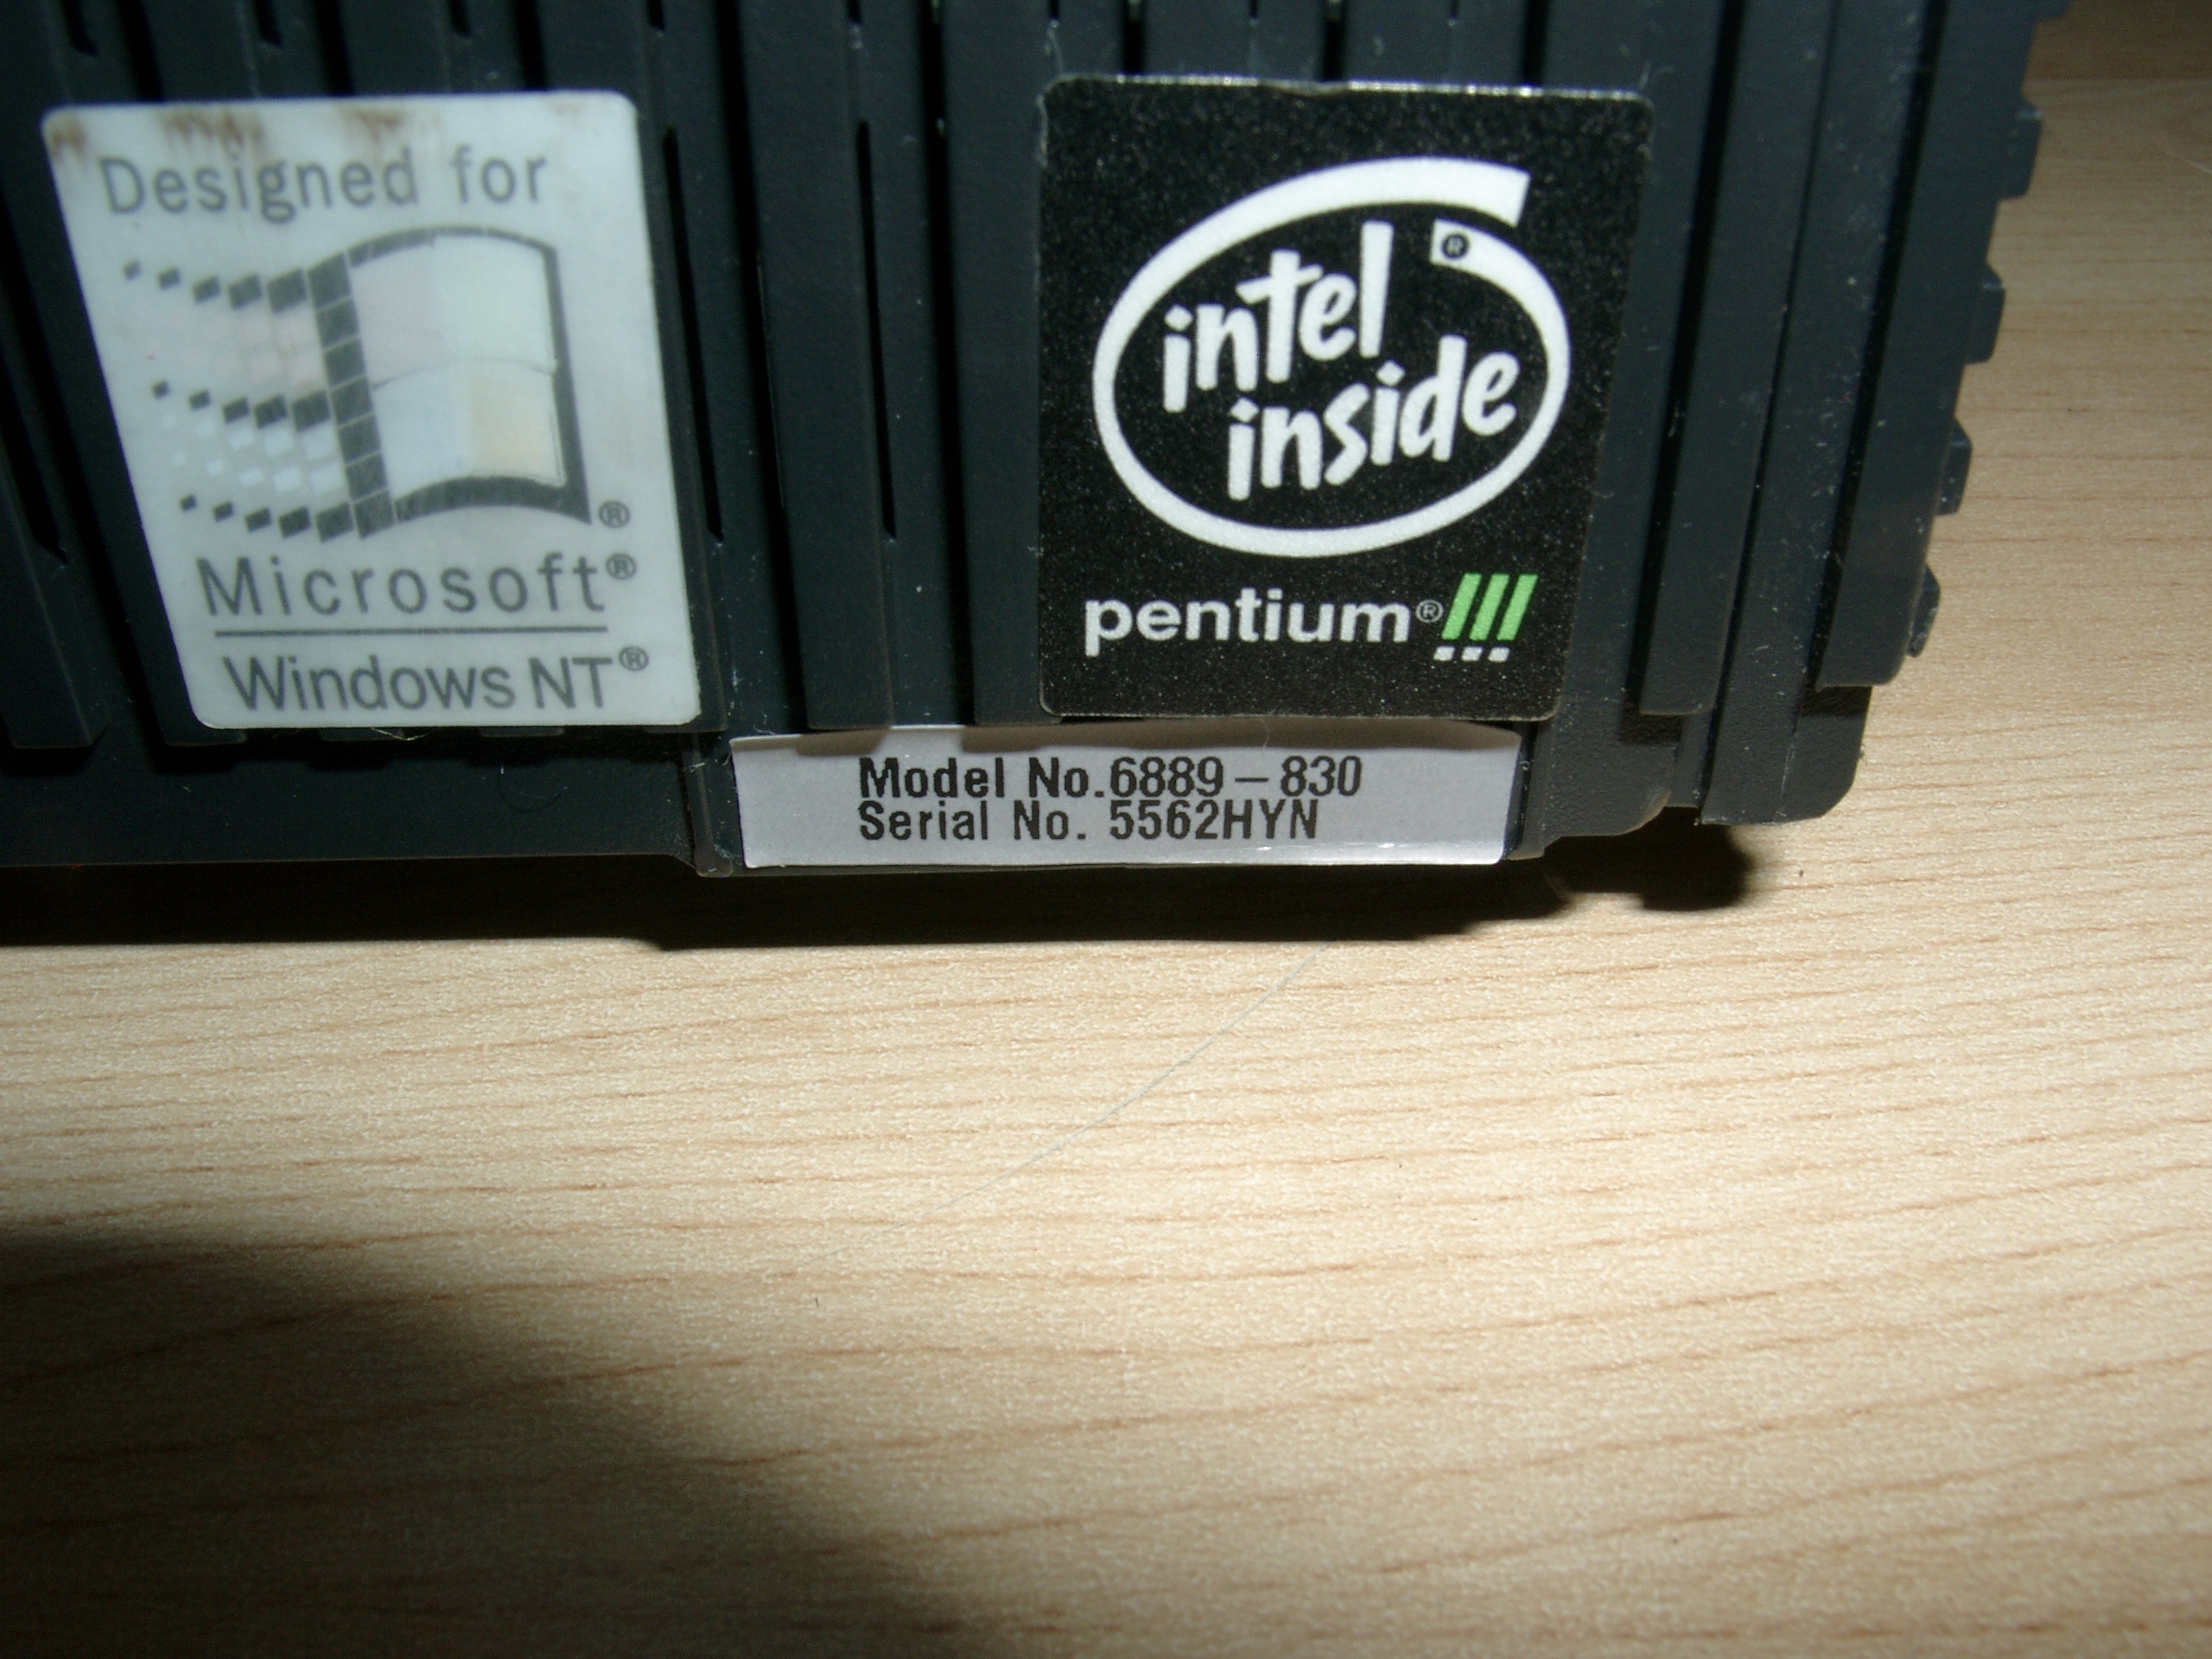 Designed for
®
Microsoft®
Windows NT®
intel®
inside
pentium®!!!
Model No.6889-830
Serial No. 5562HYN